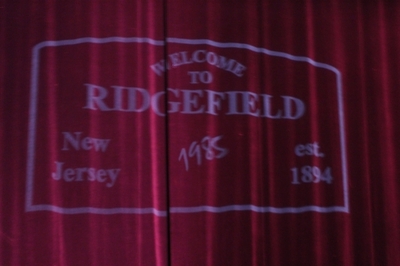 WELCOME
TO
RIDGEFIELD
New
Jersey
1985
est.
1894